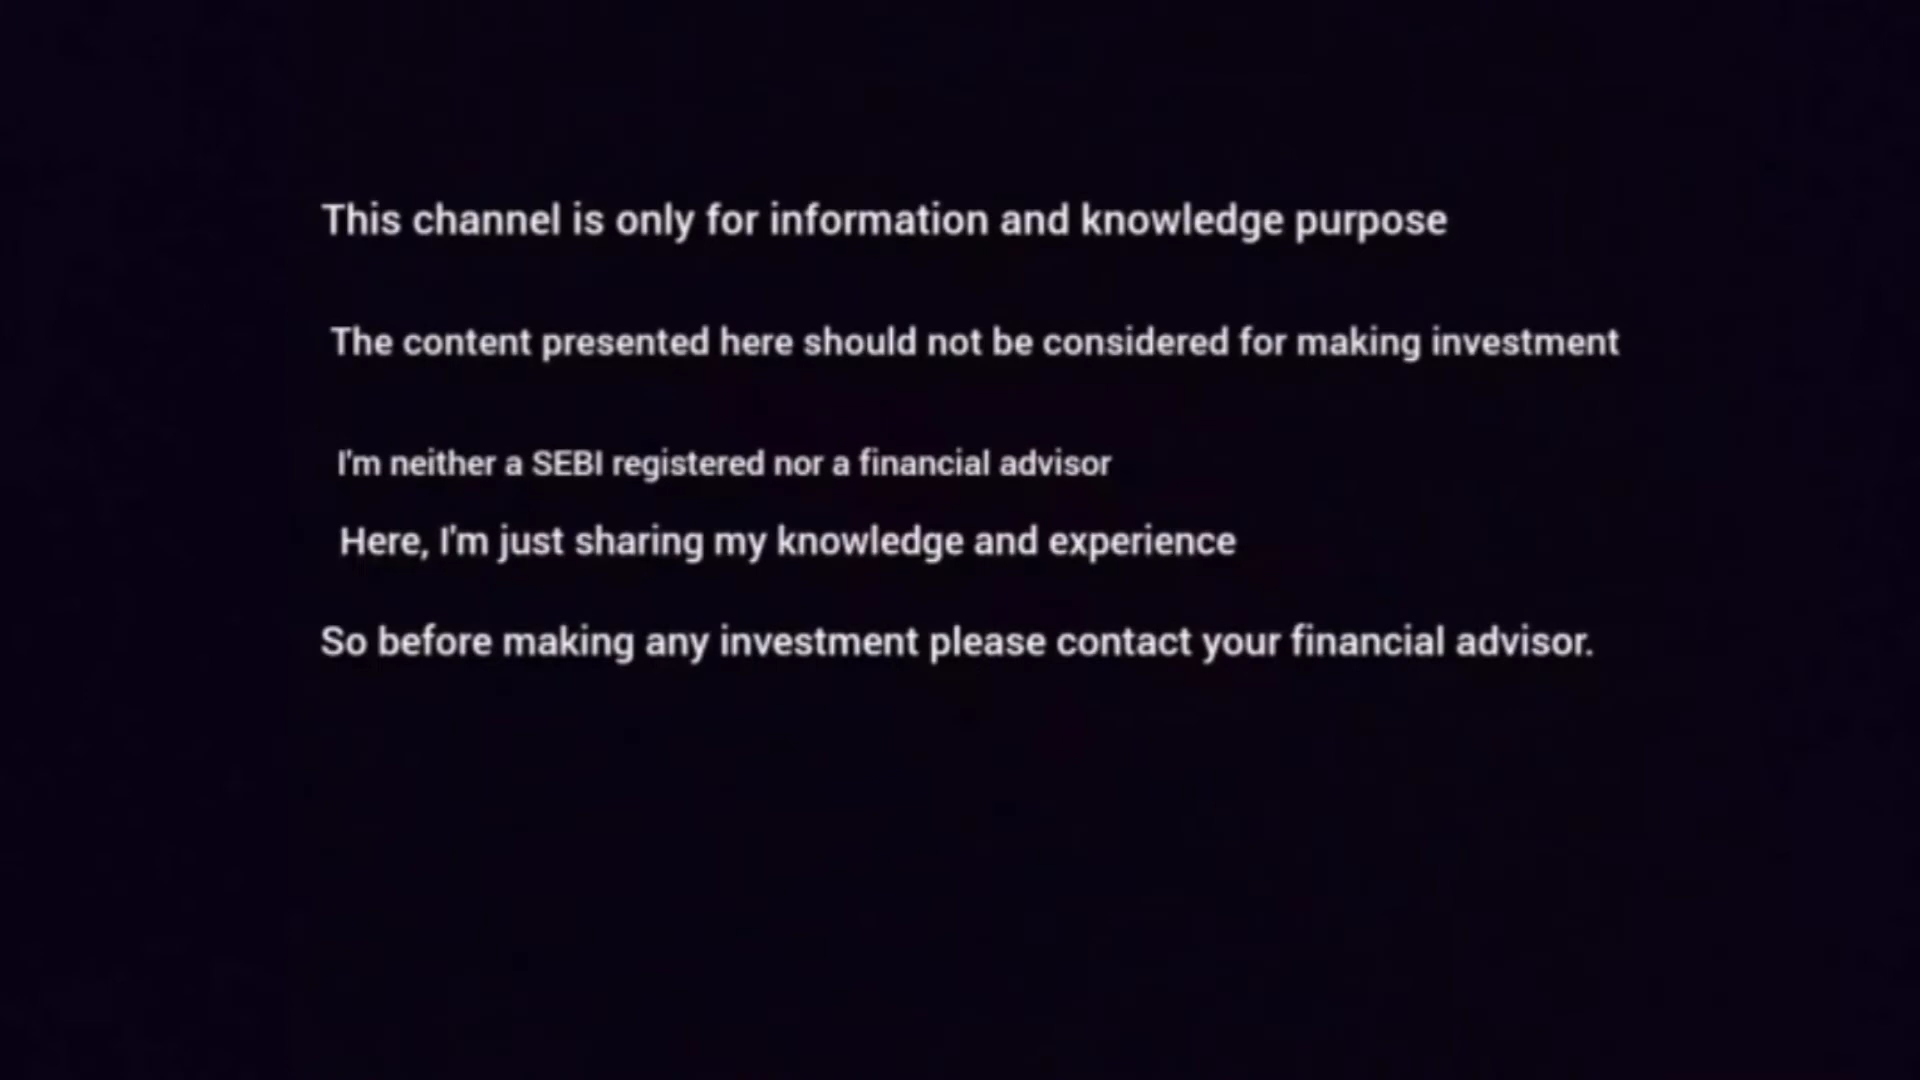 This channel is only for information and knowledge purpose
The content presented here should not be considered for making investment
I'm neither a SEBI registered nor a financial advisor
Here, I'm just sharing my knowledge and experience
So before making any investment please contact your financial advisor.